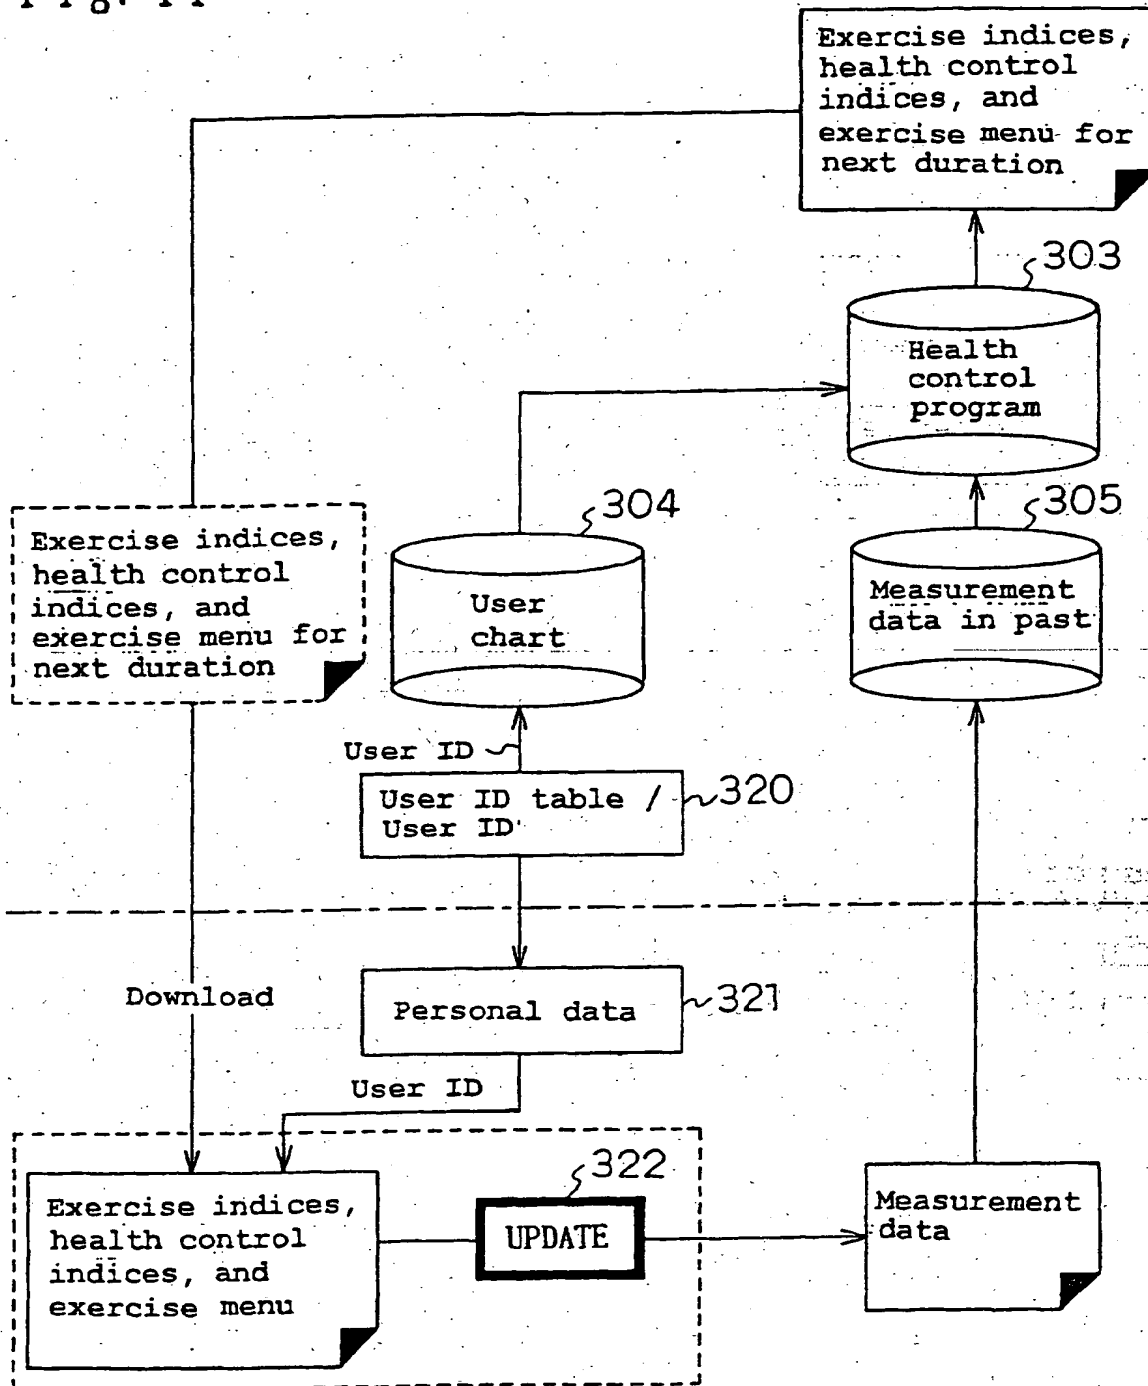 Exercise indices,
health control
indices, and
exercise menu for
next duration
303
Health
control
program
304
305
Exercise indices,
health control
indices, and
exercise menu for
next duration
User
chart
Measurement
data in past
User ID
User ID table /
User ID
320
Download
Personal data
321
User ID
322
Exercise indices,
health control
indices, and
exercise menu
UPDATE
Measurement
data